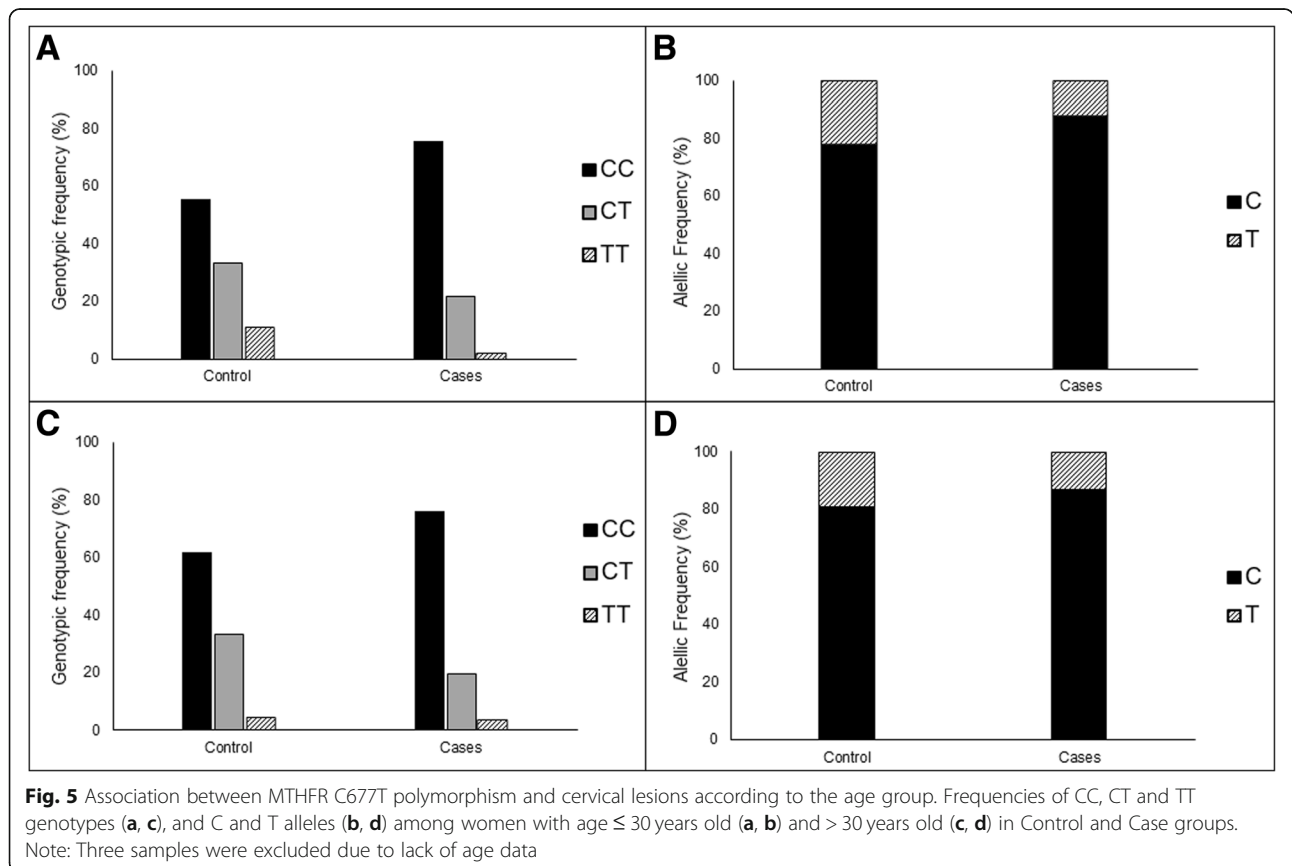 A
Genotypic frequency (%)
100
80
60
40
20
0
Control
Cases
CC
CT
TT
B
Alellic Frequency (%)
100
80
60
40
20
0
Control
Cases
C
T
C
Genotypic frequency (%)
100
80
60
40
20
0
Control
Cases
CC
CT
TT
D
Alellic Frequency (%)
100
80
60
40
20
0
Control
Cases
C
T
Fig. 5 Association between MTHFR C677T polymorphism and cervical lesions according to the age group. Frequencies of CC, CT and TT
genotypes (a, c), and C and T alleles (b, d) among women with age ≤ 30 years old (a, b) and > 30 years old (c, d) in Control and Case groups.
Note: Three samples were excluded due to lack of age data